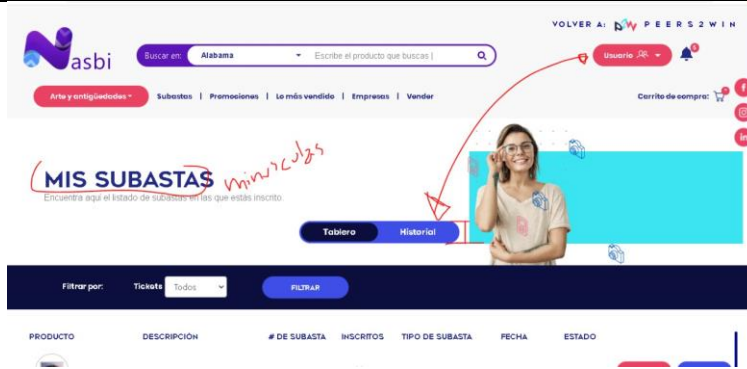 VOLVER A: PEERS2WIN
Nasbi
Buscar en: Alabama Escribe el producto que buscas |
Usuario
Arte y antigüedades Subastas | Promociones | Lo más vendido | Empresas | Vender
Carrito de compra:
MIS SUBASTAS minúsculas
Encuentra aquí el listado de subastas en las que estás inscrito.
Tablero Historial
Filtrar por: Tickets Todos FILTRAR
PRODUCTO DESCRIPCIÓN # DE SUBASTA INSCRITOS TIPO DE SUBASTA FECHA ESTADO